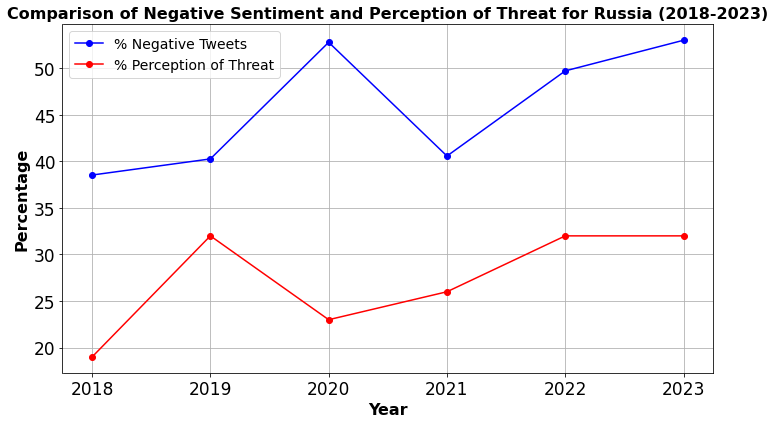 Comparison of Negative Sentiment and Perception of Threat for Russia (2018-2023)
% Negative Tweets
% Perception of Threat
Percentage
50
45
40
35
30
25
20
2018 2019 2020 2021 2022 2023
Year